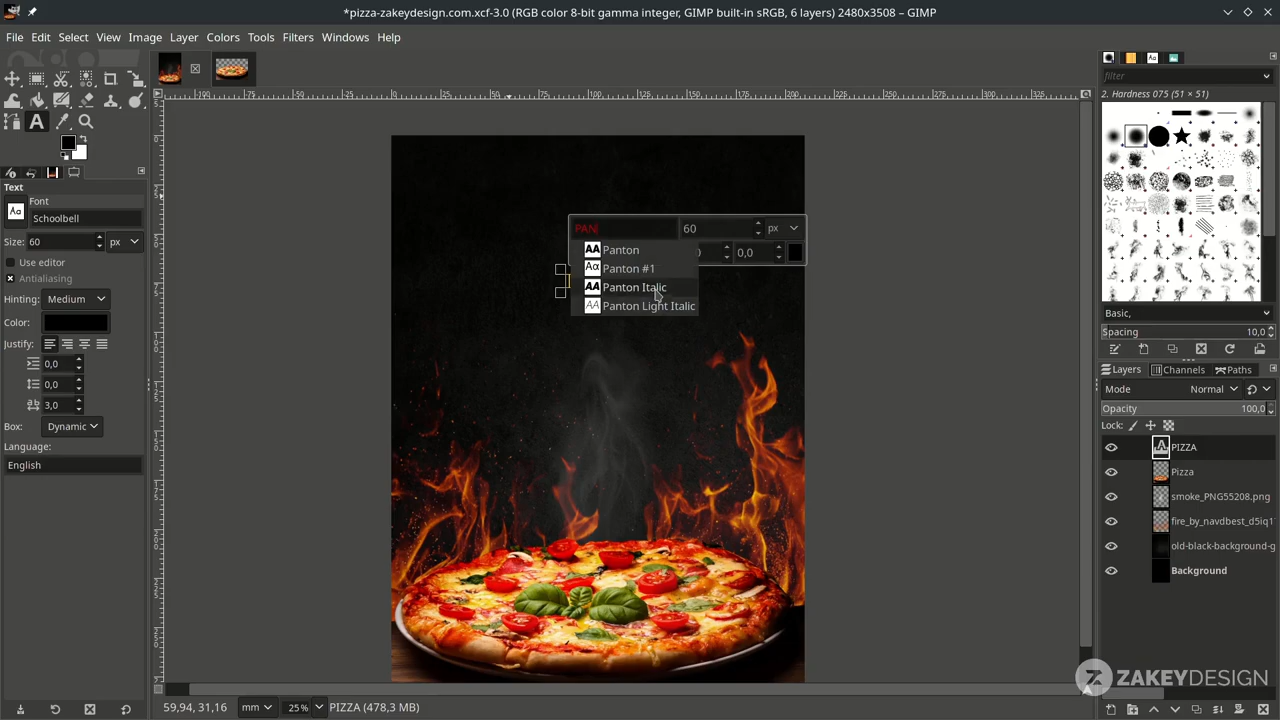 *pizza-zakeydesign.com.xcf-3.0 (RGB color 8-bit gamma integer, GIMP built-in sRGB, 6 layers) 2480x3508 – GIMP
File Edit Select View Image Layer Colors Tools Filters Windows Help
filter
2. Hardness 075 (51 × 51)
Text
Font
Aa Schoolbell
Size: 60 px
Use editor
Antialiasing
Hinting: Medium
Color:
Justify:
0,0
0,0
3,0
Box: Dynamic
Language:
English
PAN 60 px
0,0
AA Panton
Aa Panton #1
AA Panton Italic
AA Panton Light Italic
Basic,
Spacing 10,0
Layers Channels Paths
Mode Normal
Opacity 100,0
Lock:
PIZZA
Pizza
smoke_PNG55208.png
fire_by_navdbest_d5iq1
old-black-background-g
Background
Z ZAKEYDESIGN
59,94, 31,16 mm 25% PIZZA (478,3 MB)